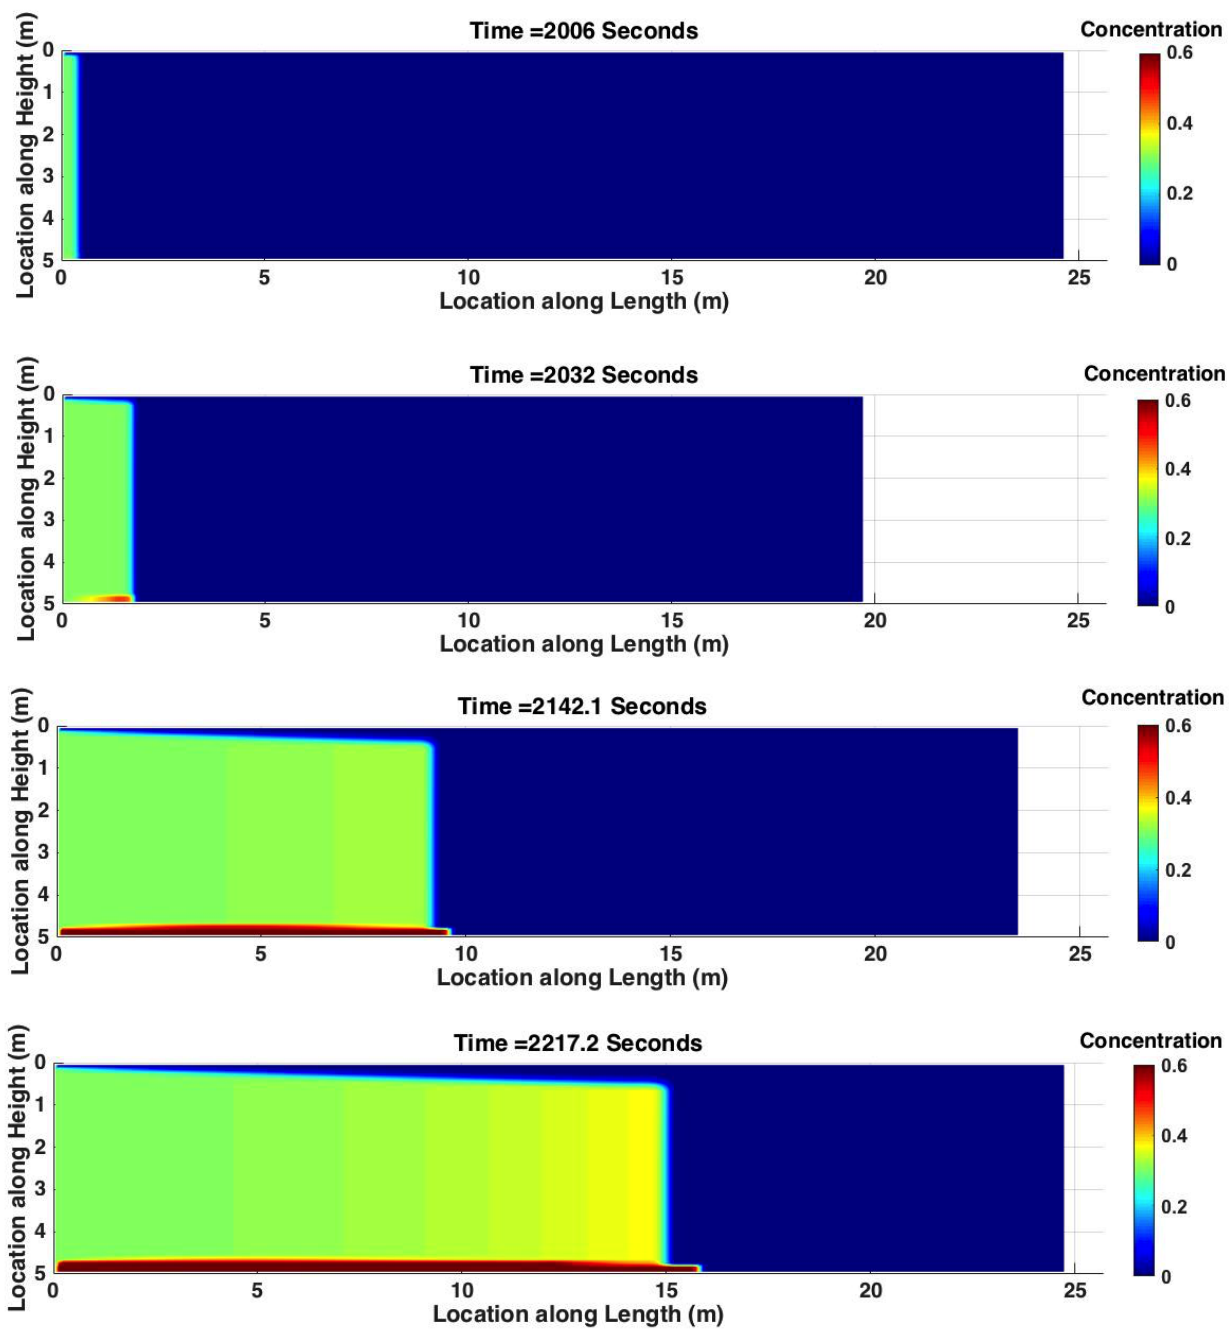 Time =2006 Seconds
Concentration
Location along Height (m)
0
1
2
3
4
5
0 5 10 15 20 25
Location along Length (m)
0.6
0.4
0.2
0
Time =2032 Seconds
Concentration
Location along Height (m)
0
1
2
3
4
5
0 5 10 15 20 25
Location along Length (m)
0.6
0.4
0.2
0
Time =2142.1 Seconds
Concentration
Location along Height (m)
0
1
2
3
4
5
0 5 10 15 20 25
Location along Length (m)
0.6
0.4
0.2
0
Time =2217.2 Seconds
Concentration
Location along Height (m)
0
1
2
3
4
5
0 5 10 15 20 25
Location along Length (m)
0.6
0.4
0.2
0